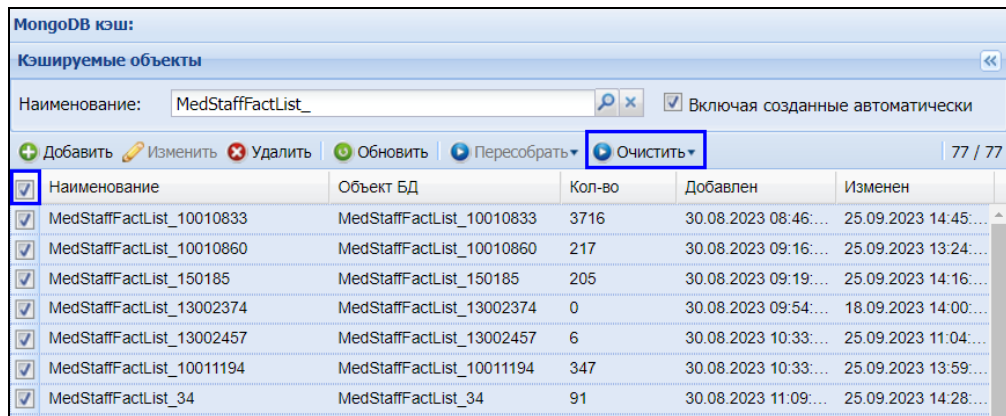 MongoDB кэш:
Кэшируемые объекты
Наименование: MedStaffFactList_ Включая созданные автоматически
Добавить Изменить Удалить Обновить Пересобрать Очистить 77 / 77
Наименование Объект БД Кол-во Добавлен Изменен
MedStaffFactList_10010833 MedStaffFactList_10010833 3716 30.08.2023 08:46:... 25.09.2023 14:45:...
MedStaffFactList_10010860 MedStaffFactList_10010860 217 30.08.2023 09:16:... 25.09.2023 13:24:...
MedStaffFactList_150185 MedStaffFactList_150185 205 30.08.2023 09:19:... 25.09.2023 14:16:...
MedStaffFactList_13002374 MedStaffFactList_13002374 0 30.08.2023 09:54:... 18.09.2023 14:00:...
MedStaffFactList_13002457 MedStaffFactList_13002457 6 30.08.2023 10:33:... 25.09.2023 11:04:...
MedStaffFactList_10011194 MedStaffFactList_10011194 347 30.08.2023 10:33:... 25.09.2023 13:59:...
MedStaffFactList_34 MedStaffFactList_34 91 30.08.2023 11:09:... 25.09.2023 14:28:...